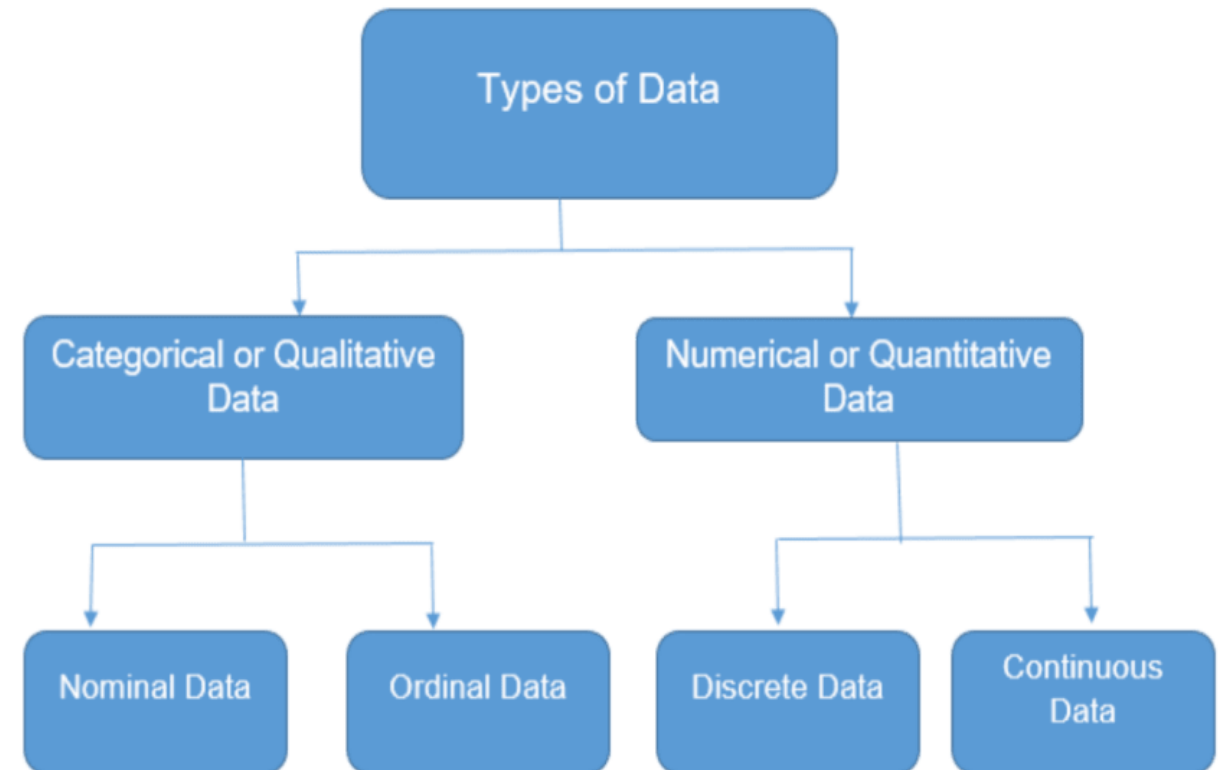 Types of Data
Categorical or Qualitative
Data
Numerical or Quantitative
Data
Nominal Data
Ordinal Data
Discrete Data
Continuous
Data